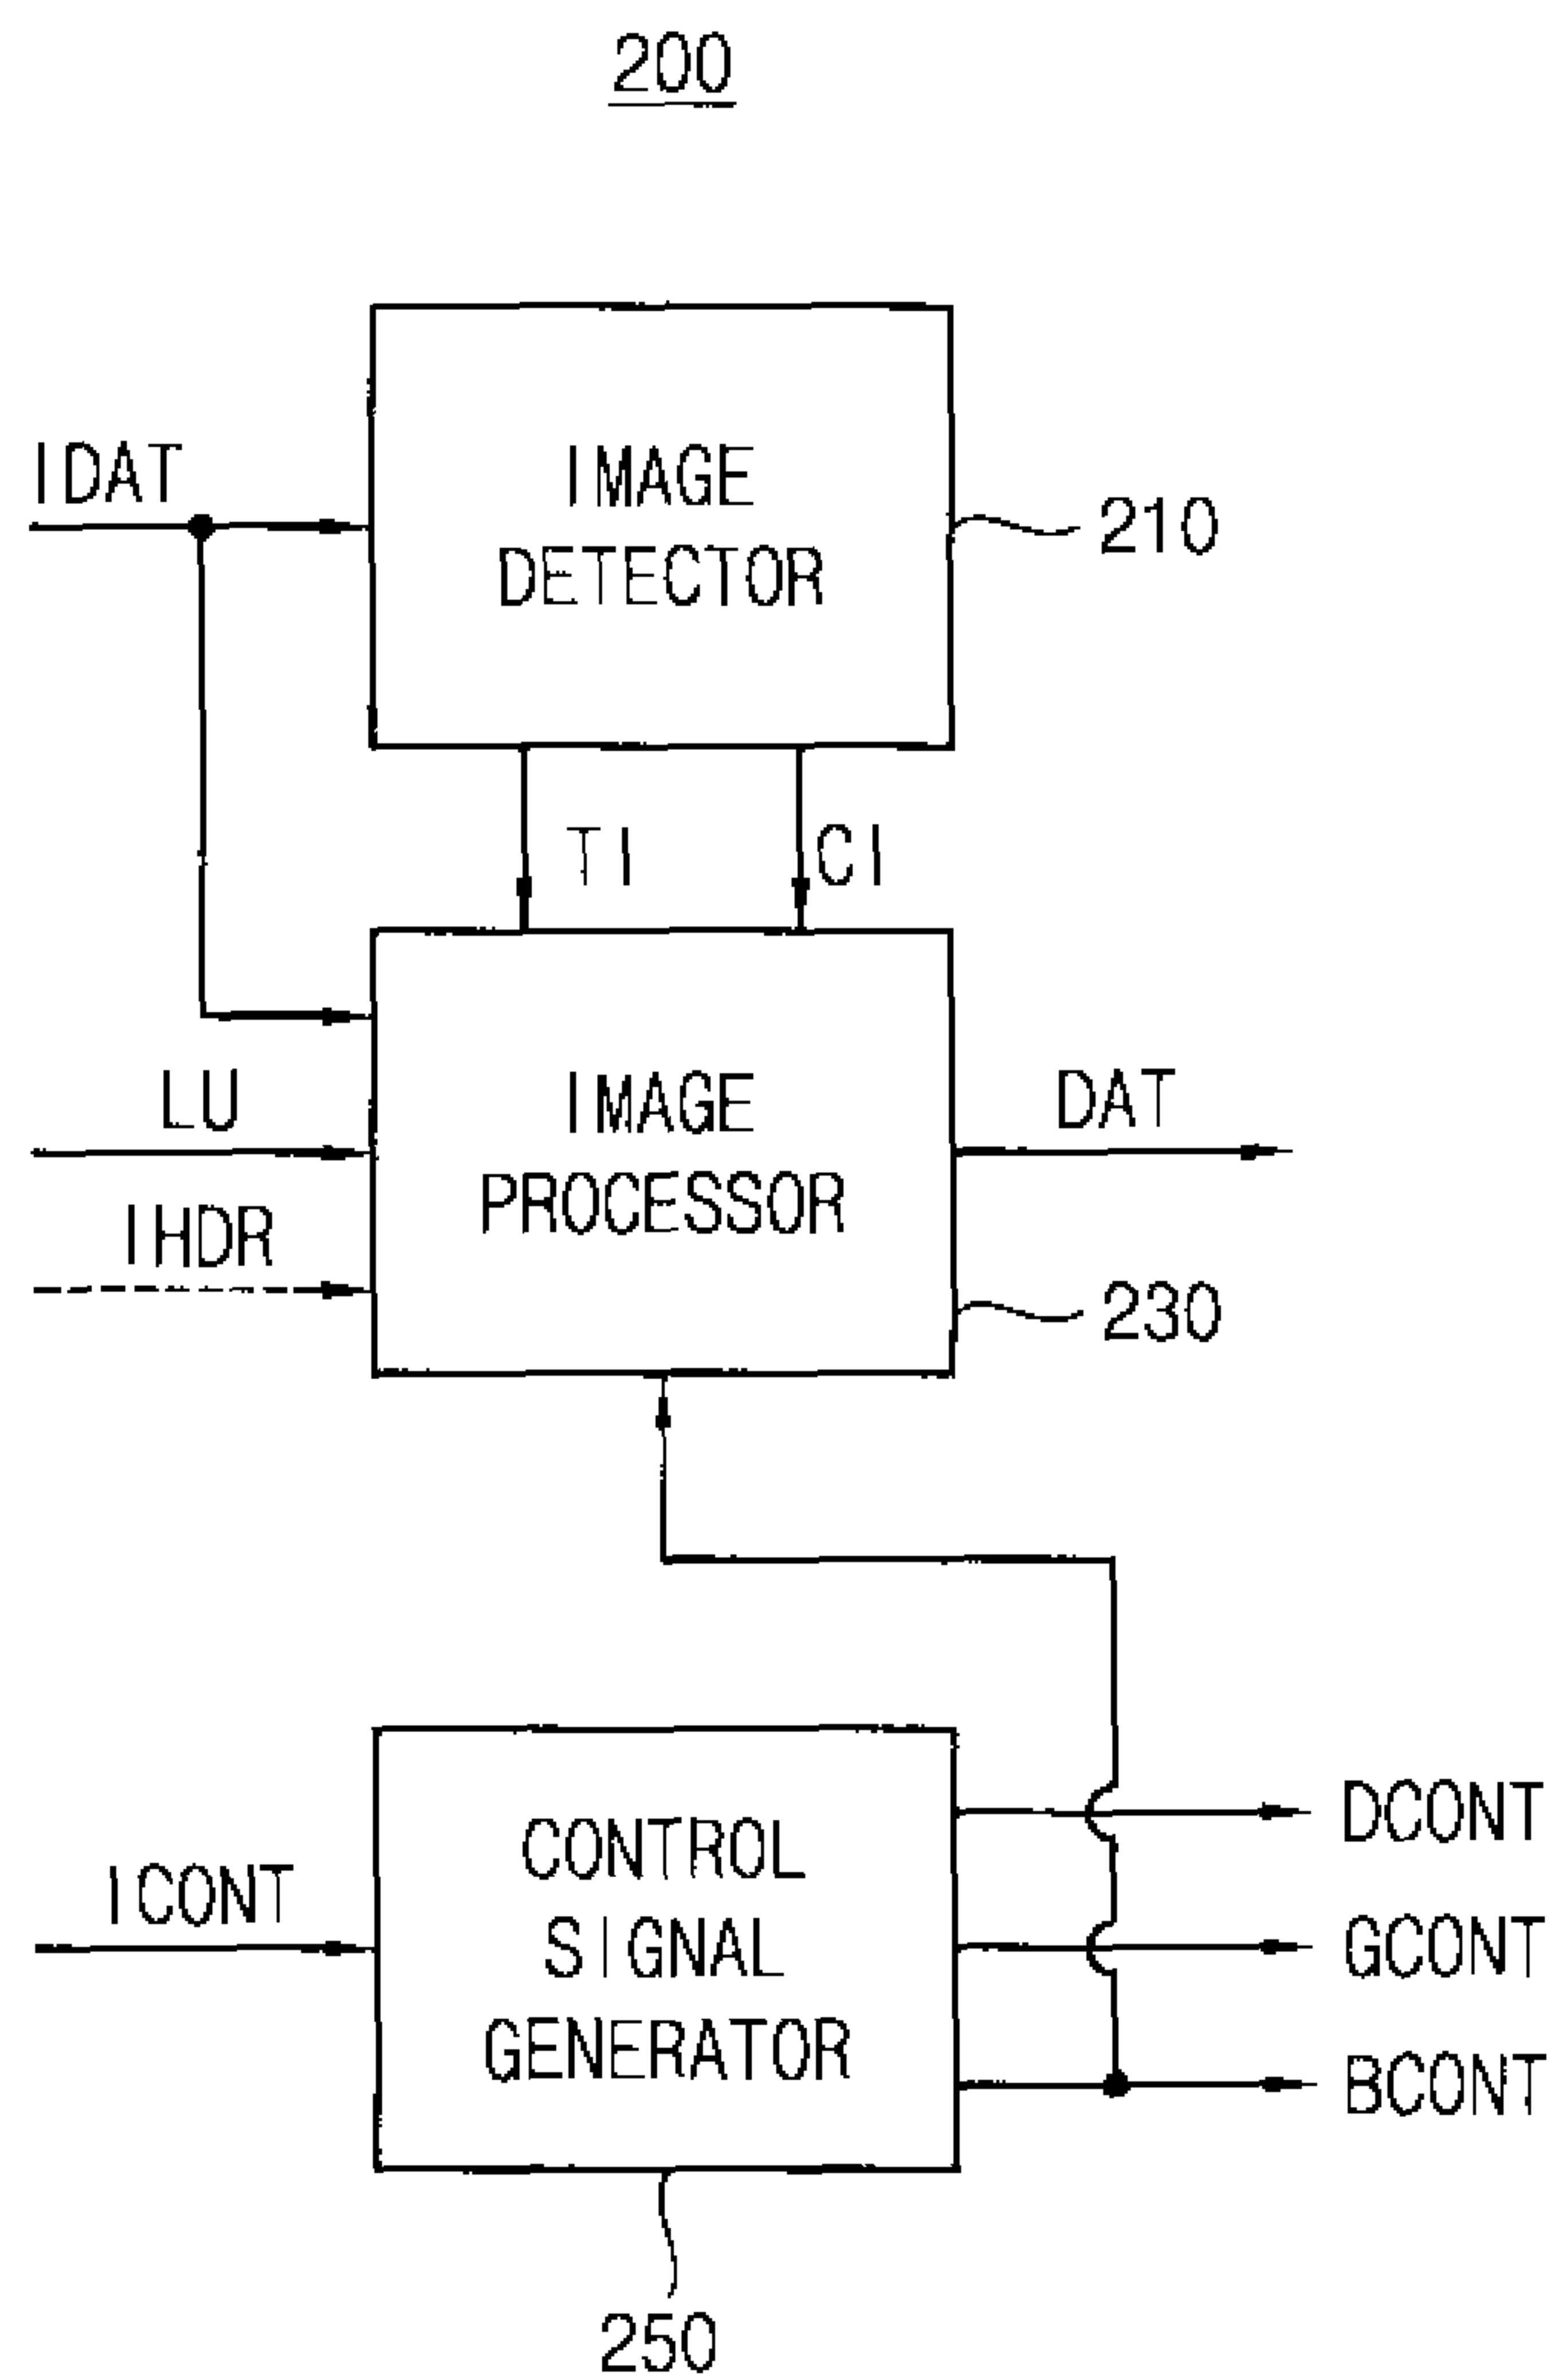 200
IDAT
IMAGE
DETECTOR
210
TI
CI
LU
IMAGE
PROCESSOR
DAT
IHDR
230
ICONT
CONTROL
SIGNAL
GENERATOR
DCONT
GCONT
BCONT
250